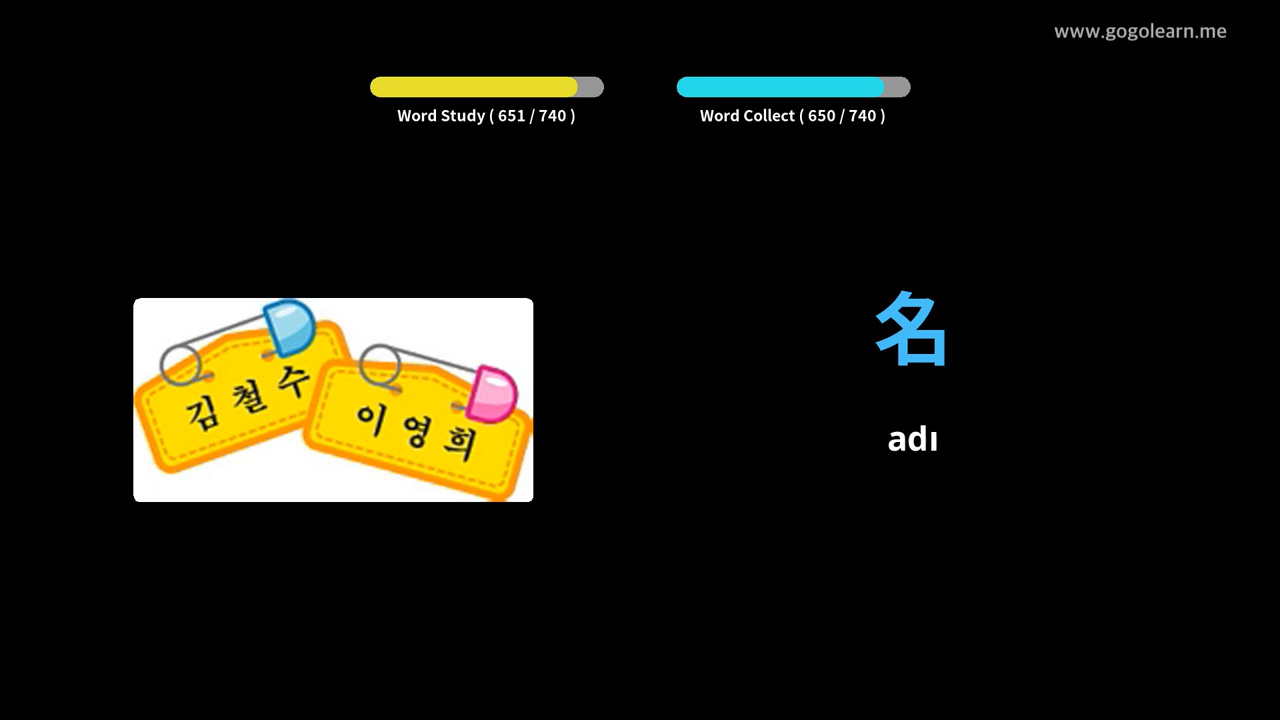 www.gogolearn.me
Word Study ( 651 / 740 )
Word Collect ( 650 / 740 )
김철수
이영희
名
adı